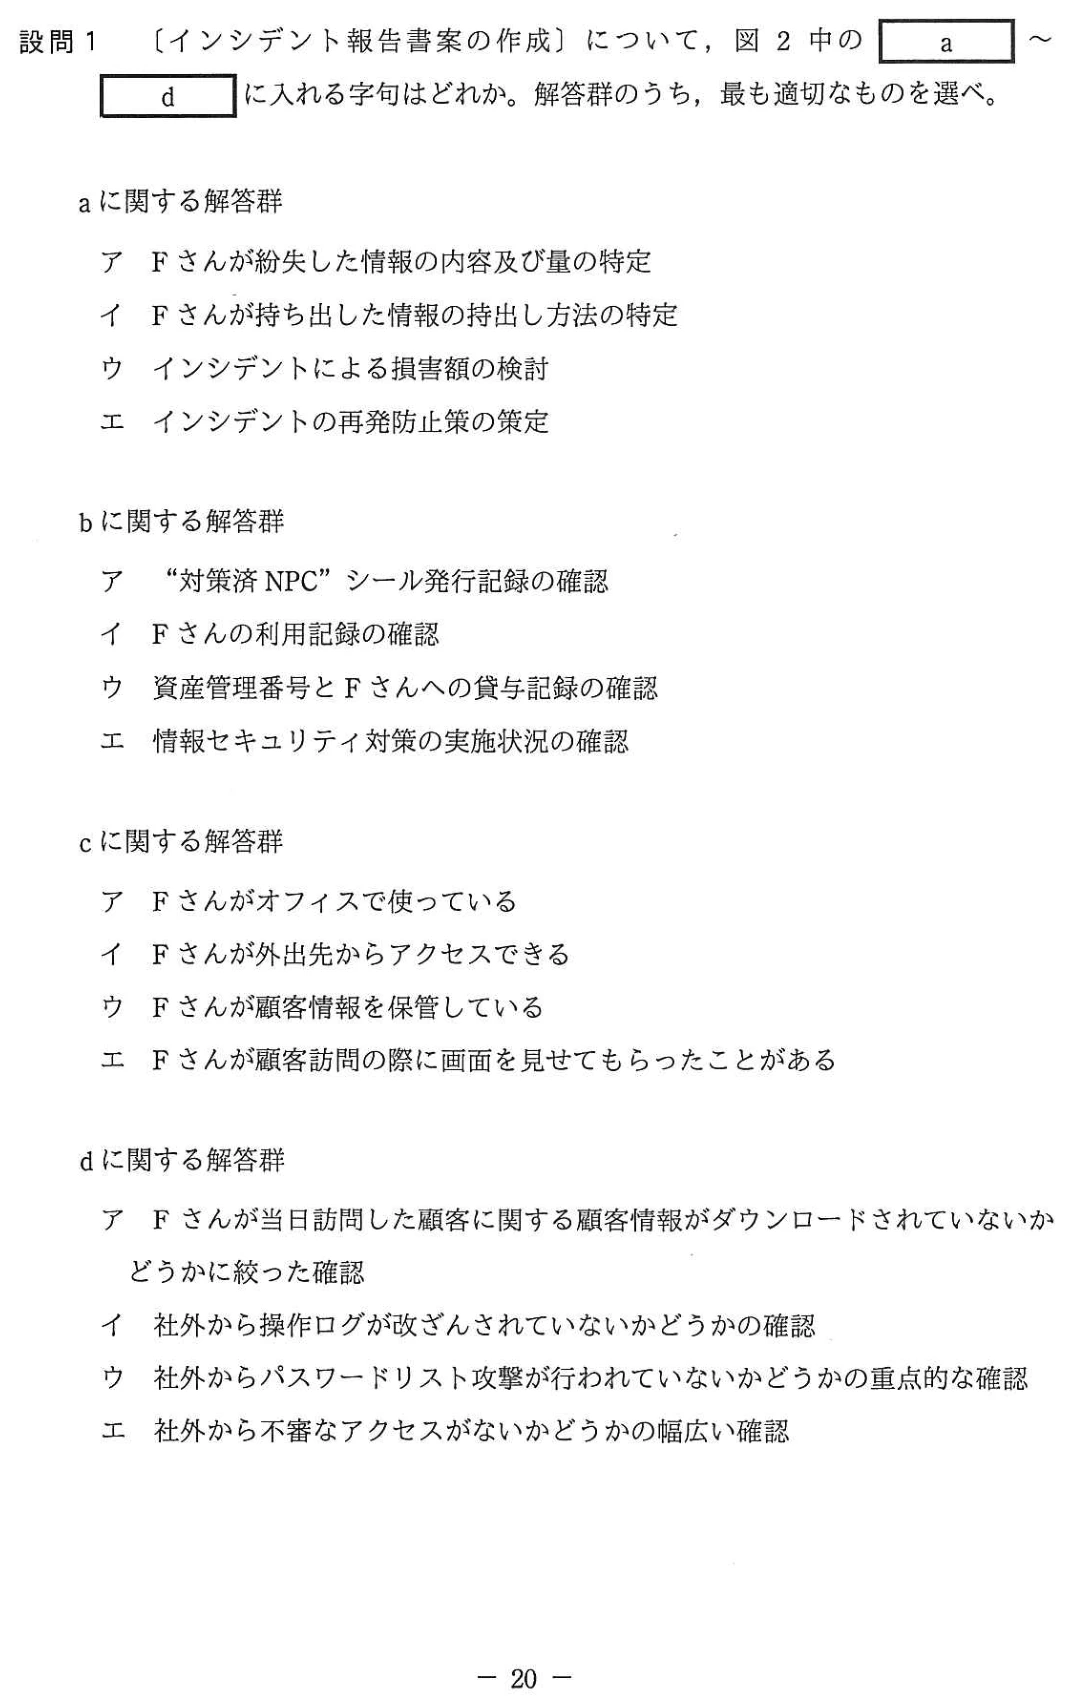 設問1 〔インシデント報告書案の作成〕について，図 2 中の a ～
d に入れる字句はどれか。解答群のうち，最も適切なものを選べ。
a に関する解答群
ア F さんが紛失した情報の内容及び量の特定
イ F さんが持ち出した情報の持出し方法の特定
ウ インシデントによる損害額の検討
エ インシデントの再発防止策の策定
b に関する解答群
ア “対策済 NPC”シール発行記録の確認
イ F さんの利用記録の確認
ウ 資産管理番号と F さんへの貸与記録の確認
エ 情報セキュリティ対策の実施状況の確認
c に関する解答群
ア F さんがオフィスで使っている
イ F さんが外出先からアクセスできる
ウ F さんが顧客情報を保管している
エ F さんが顧客訪問の際に画面を見せてもらったことがある
d に関する解答群
ア F さんが当日訪問した顧客に関する顧客情報がダウンロードされていないか
どうかに絞った確認
イ 社外から操作ログが改ざんされていないかどうかの確認
ウ 社外からパスワードリスト攻撃が行われていないかどうかの重点的な確認
エ 社外から不審なアクセスがないかどうかの幅広い確認
－ 20 －